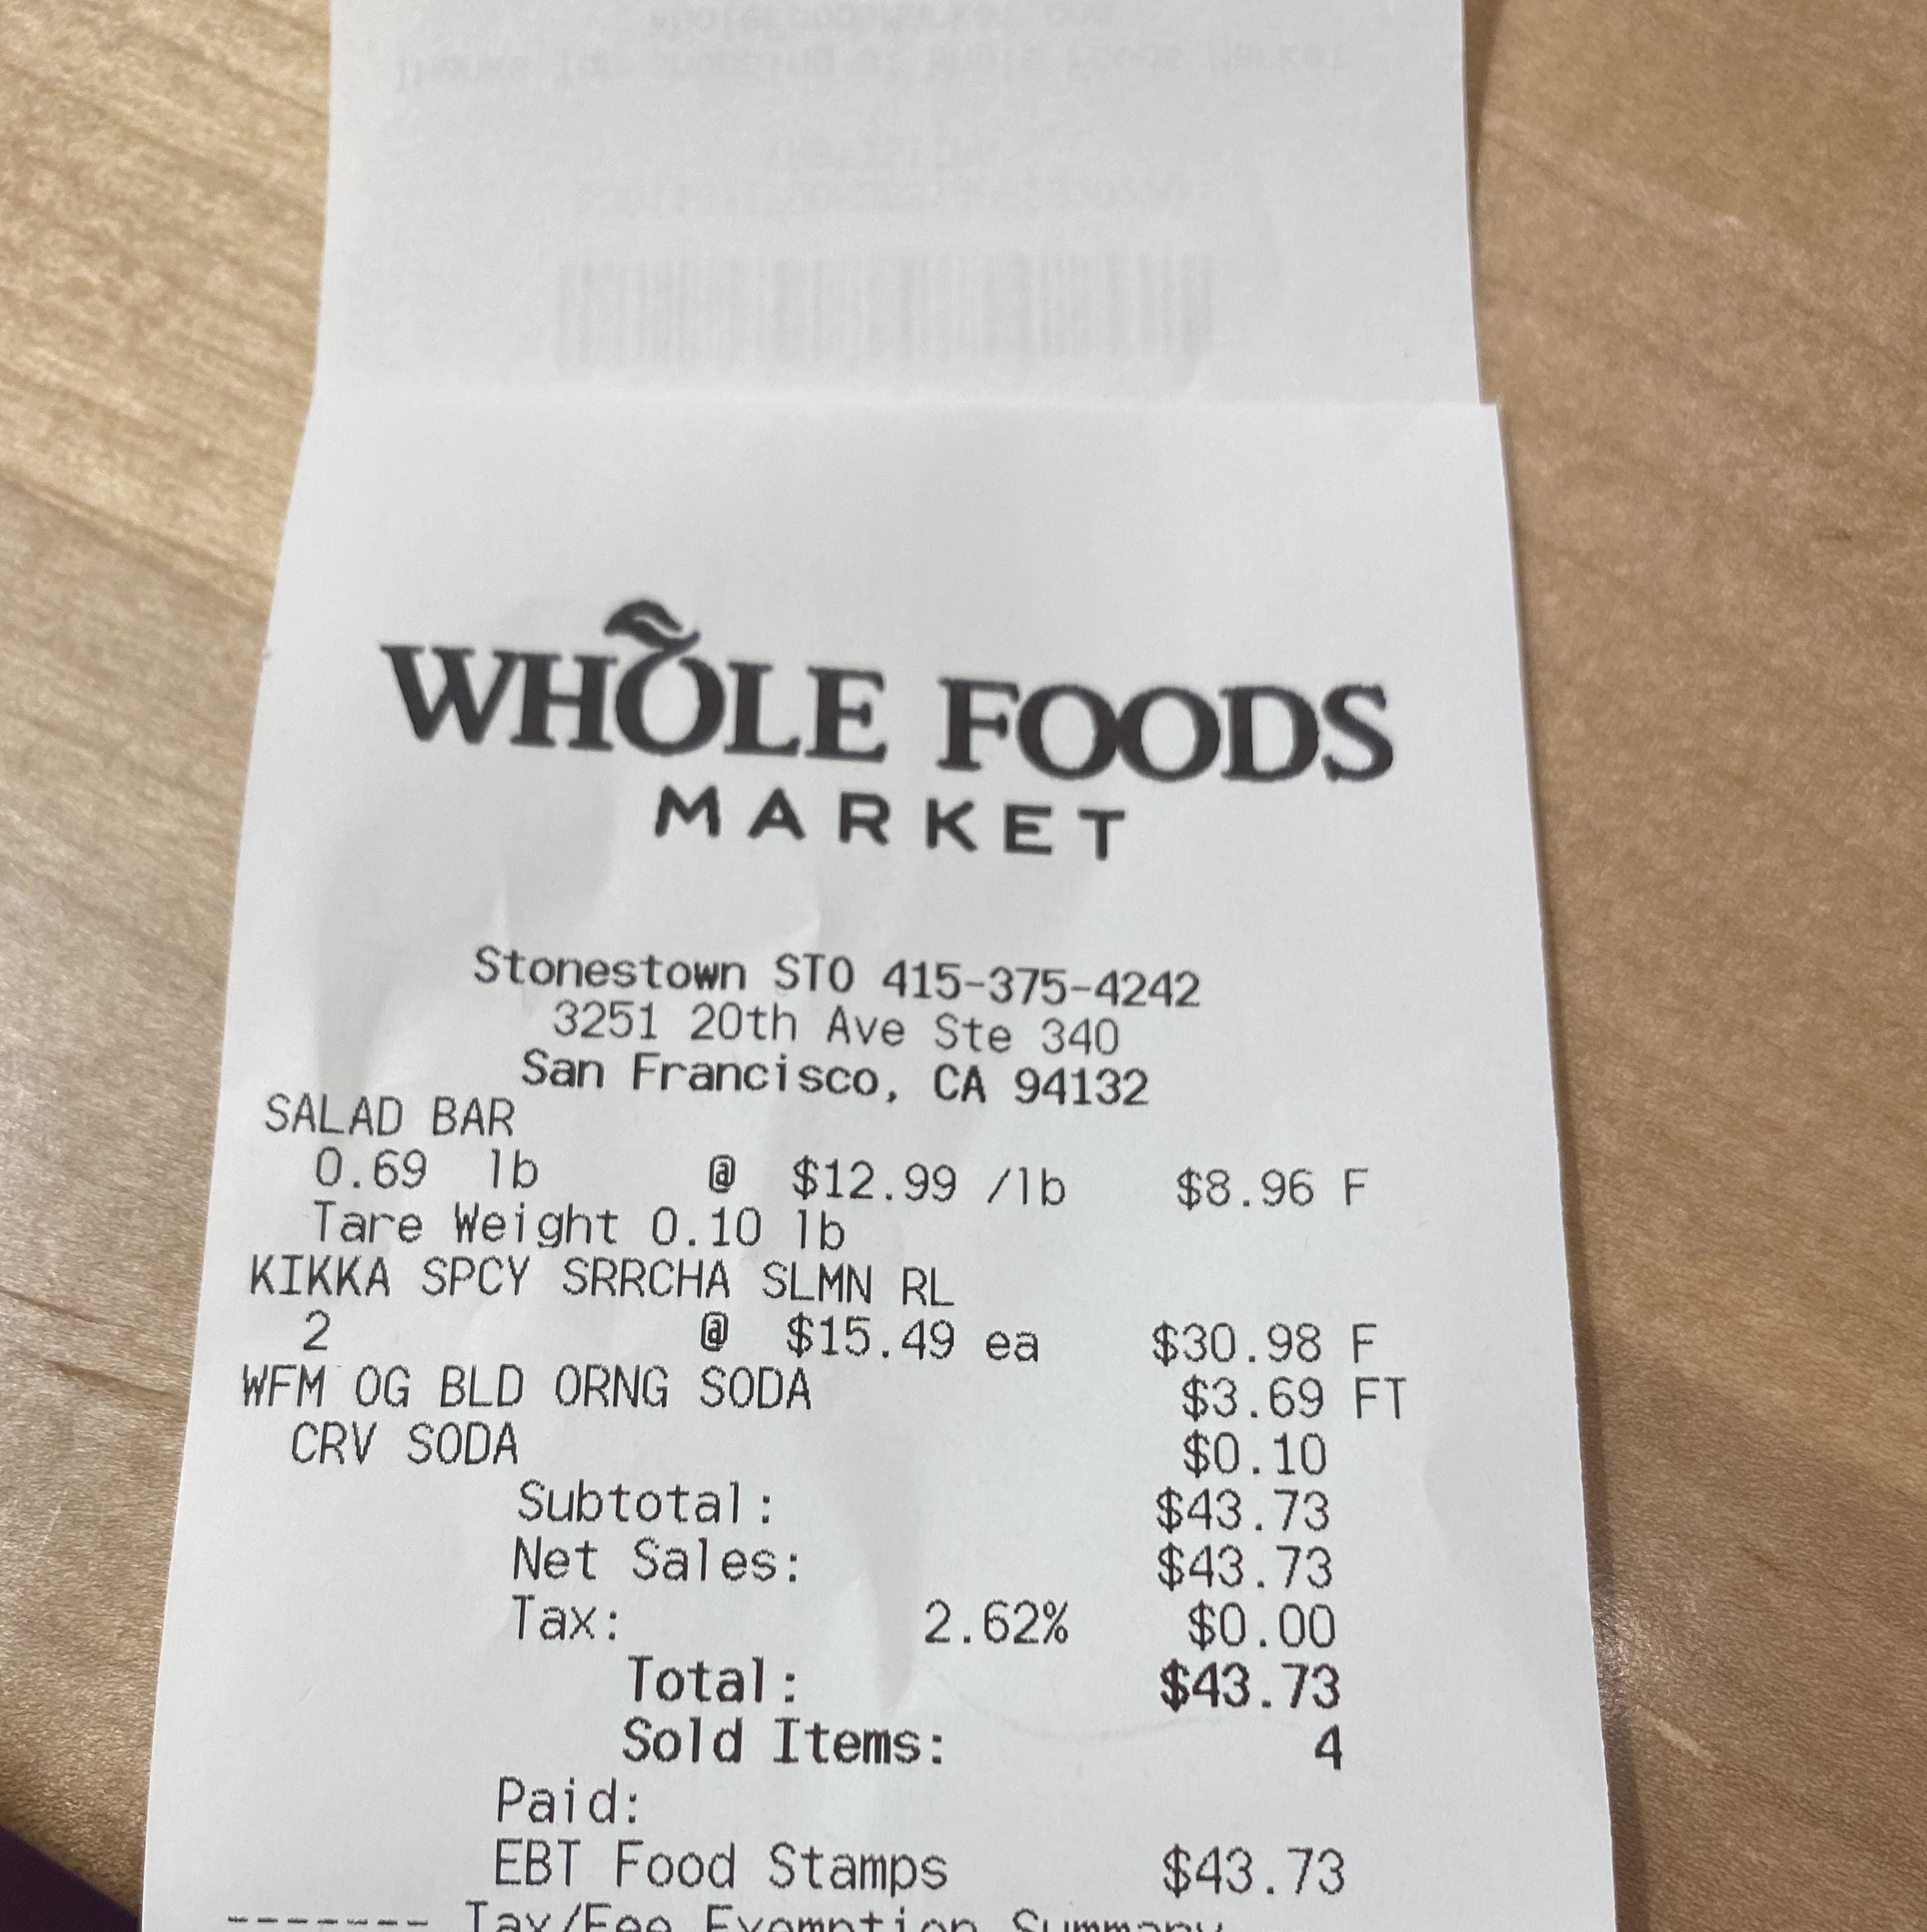 WHOLE FOODS
MARKET
Stonestown STO 415-375-4242
3251 20th Ave Ste 340
San Francisco, CA 94132
SALAD BAR
0.69 lb @ $12.99 /lb $8.96 F
Tare Weight 0.10 lb
KIKKA SPCY SRRCHA SLMN RL
2 @ $15.49 ea $30.98 F
WFM OG BLD ORNG SODA $3.69 FT
CRV SODA $0.10
Subtotal: $43.73
Net Sales: $43.73
Tax: 2.62% $0.00
Total: $43.73
Sold Items: 4
Paid:
EBT Food Stamps $43.73
------- Tax/Fee Exemption Summary